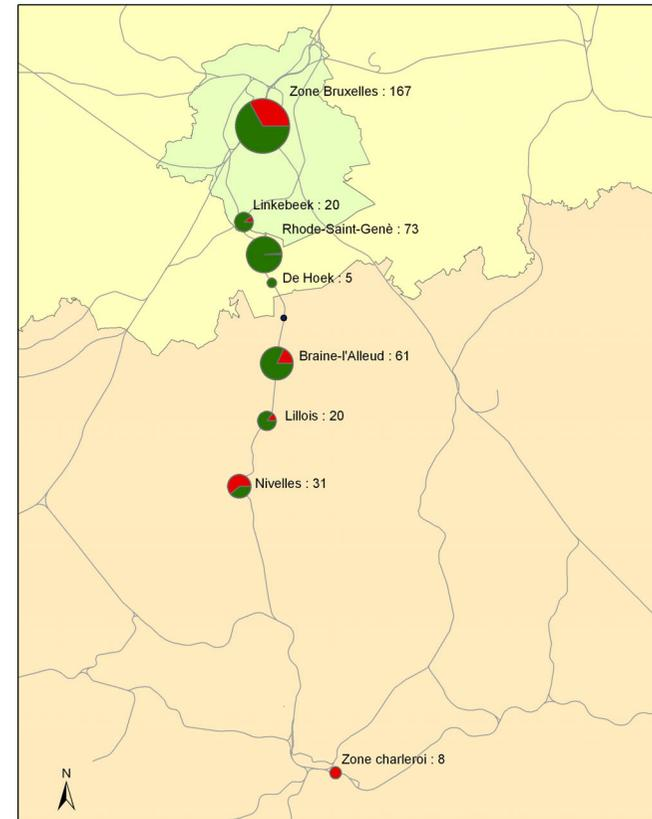 Zone Bruxelles : 167
Linkebeek : 20
Rhode-Saint-Genè : 73
De Hoek : 5
Braine-l'Alleud : 61
Lillois : 20
Nivelles : 31
Zone charleroi : 8
N